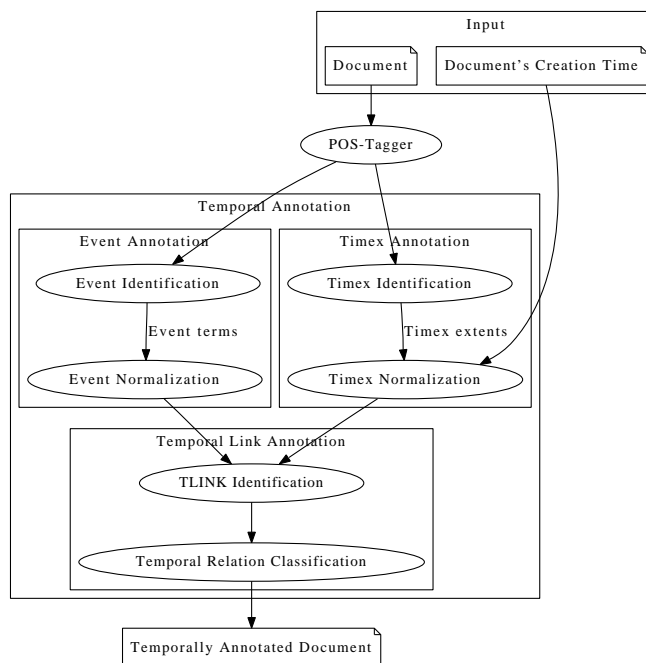 Input
Document
Document's Creation Time
POS-Tagger
Temporal Annotation
Event Annotation
Timex Annotation
Event Identification
Timex Identification
Event terms
Timex extents
Event Normalization
Timex Normalization
Temporal Link Annotation
TLINK Identification
Temporal Relation Classification
Temporally Annotated Document